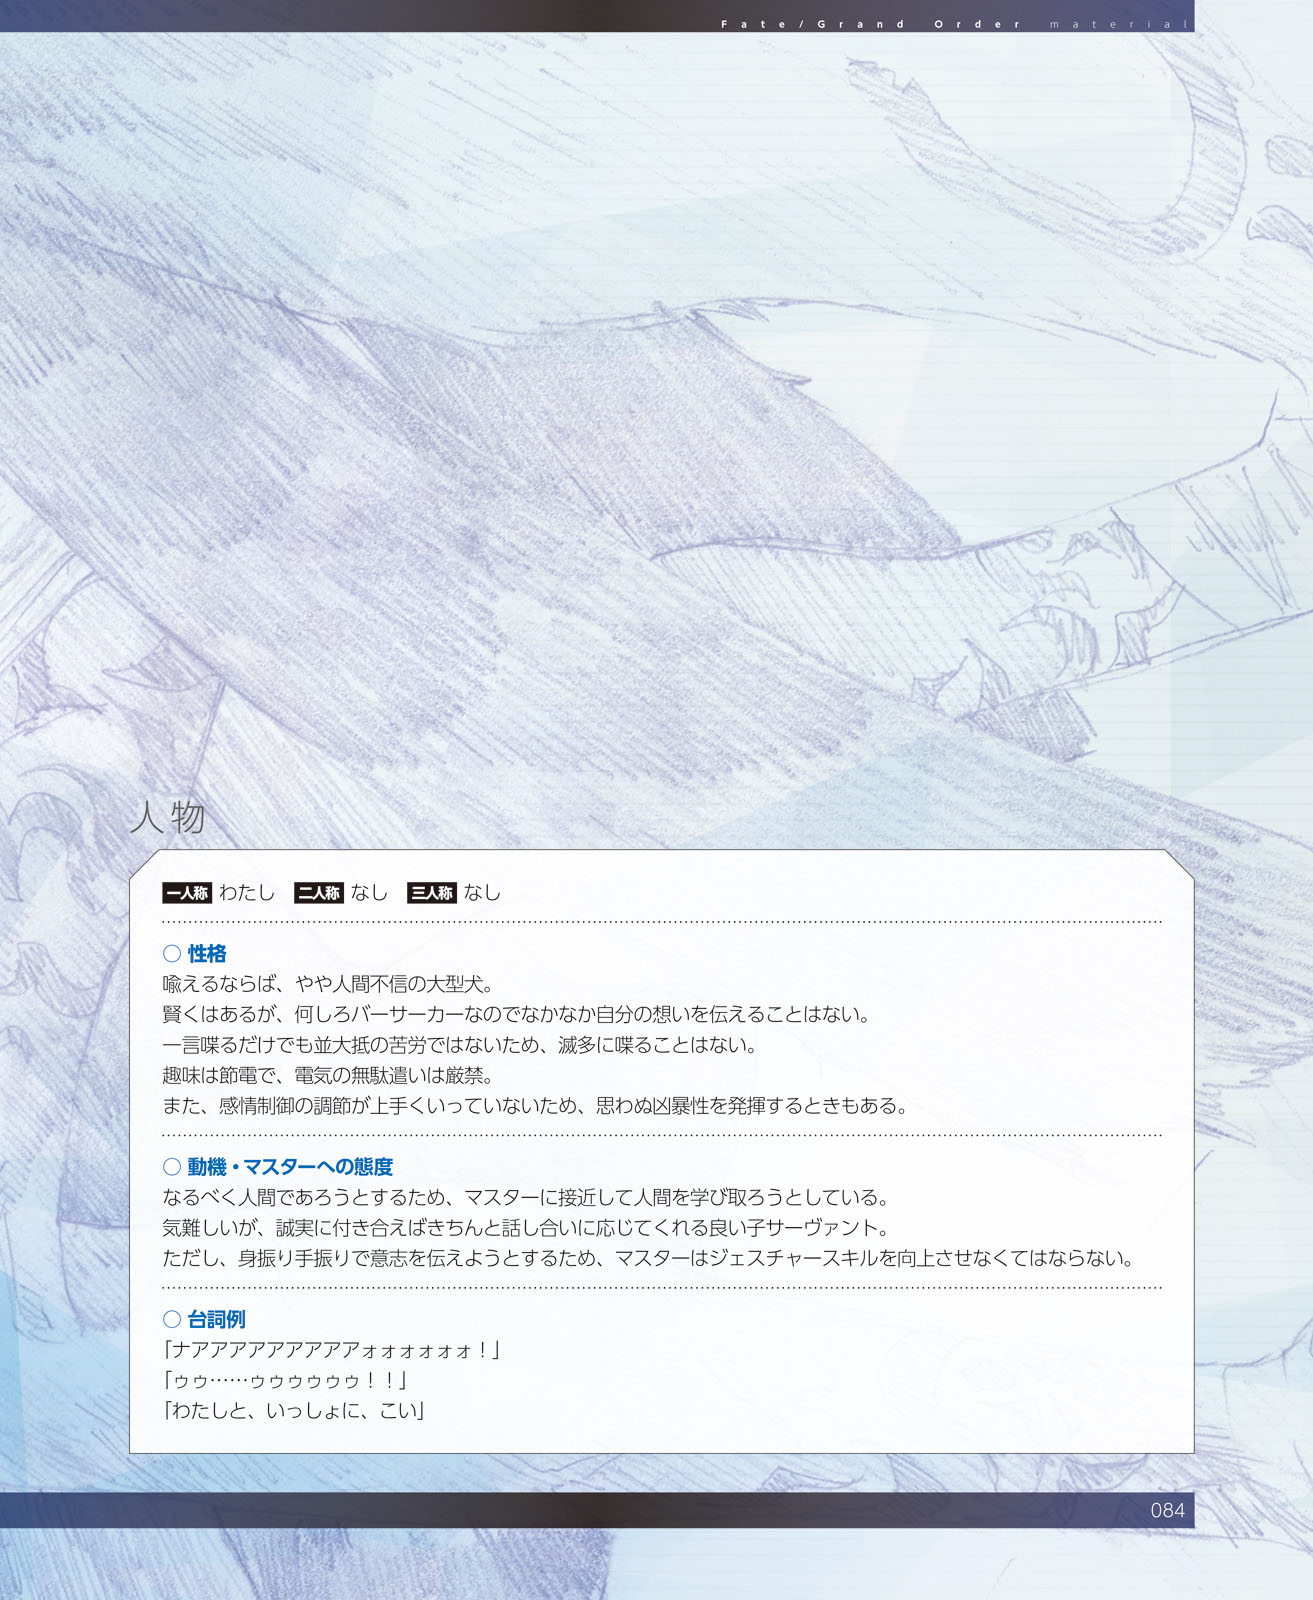 Fate/Grand Order material
人物
一人称 わたし 二人称 なし 三人称 なし
○ 性格
喩えるならば、やや人間不信の大型犬。
賢くはあるが、何しろバーサーカーなのでなかなか自分の想いを伝えることはない。
一言喋るだけでも並大抵の苦労ではないため、滅多に喋ることはない。
趣味は節電で、電気の無駄遣いは厳禁。
また、感情制御の調節が上手くいっていないため、思わぬ凶暴性を発揮するときもある。
○ 動機・マスターへの態度
なるべく人間であろうとするため、マスターに接近して人間を学び取ろうとしている。
気難しいが、誠実に付き合えばきちんと話し合いに応じてくれる良い子サーヴァント。
ただし、身振り手振りで意志を伝えようとするため、マスターはジェスチャースキルを向上させなくてはならない。
○ 台詞例
「ナアアアアアアアアアォォォォォォ！」
「ゥゥ……ゥゥゥゥゥゥ！！」
「わたしと、いっしょに、こい」
084